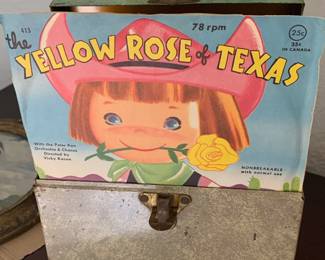 413
78 rpm
25¢
35¢
IN CANADA
the
YELLOW ROSE of TEXAS
With the Peter Pan
Orchestra & Chorus
Directed by
Vicky Kasen
NONBREAKABLE
with normal use